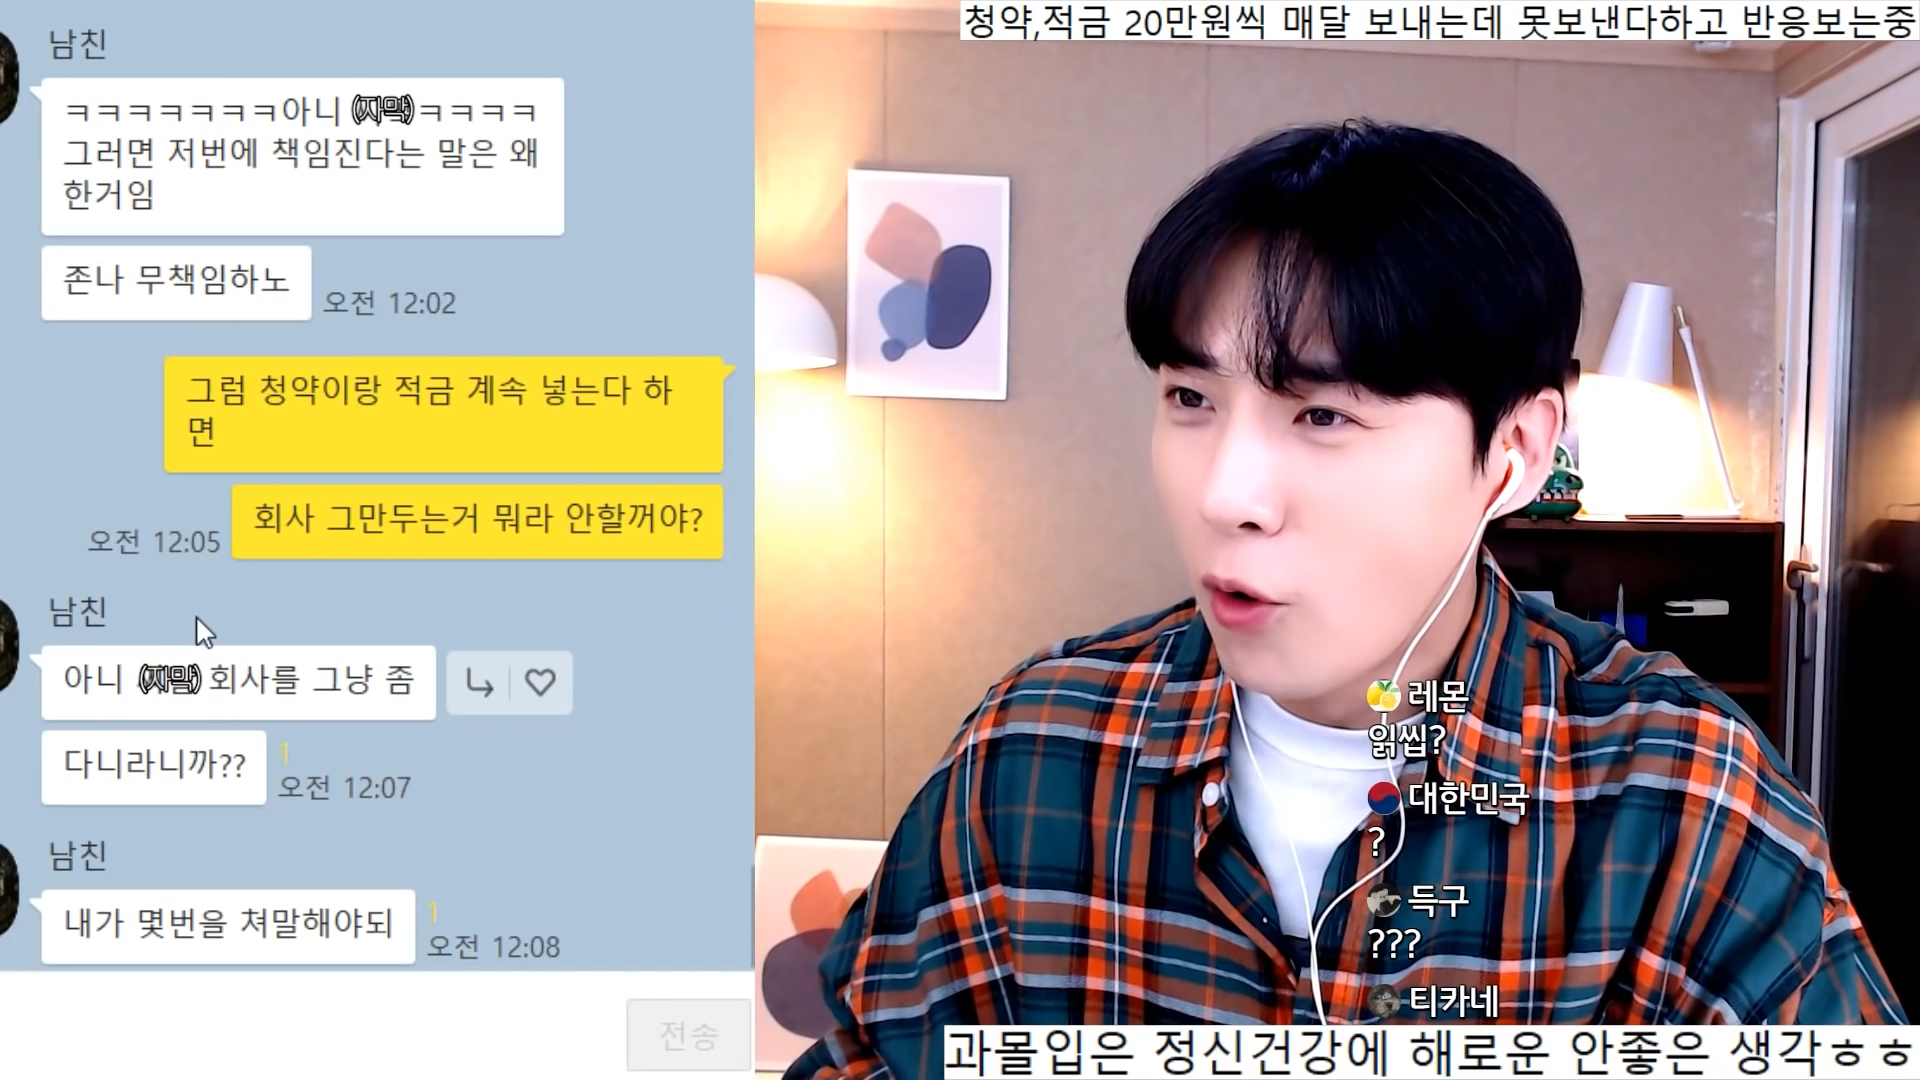 청약,적금 20만원씩 매달 보내는데 못보낸다하고 반응보는중
남친
ㅋㅋㅋㅋㅋㅋㅋ아니 (짜막)ㅋㅋㅋㅋ
그러면 저번에 책임진다는 말은 왜
한거임
존나 무책임하노
오전 12:02
그럼 청약이랑 적금 계속 넣는다 하
면
회사 그만두는거 뭐라 안할꺼야?
오전 12:05
남친
아니 (짜막) 회사를 그냥 좀
다니라니까??
1
오전 12:07
남친
내가 몇번을 쳐말해야되
1
오전 12:08
전송
레몬
읽씹?
대한민국
?
득구
???
티카네
과몰입은 정신건강에 해로운 안좋은 생각ㅎㅎ